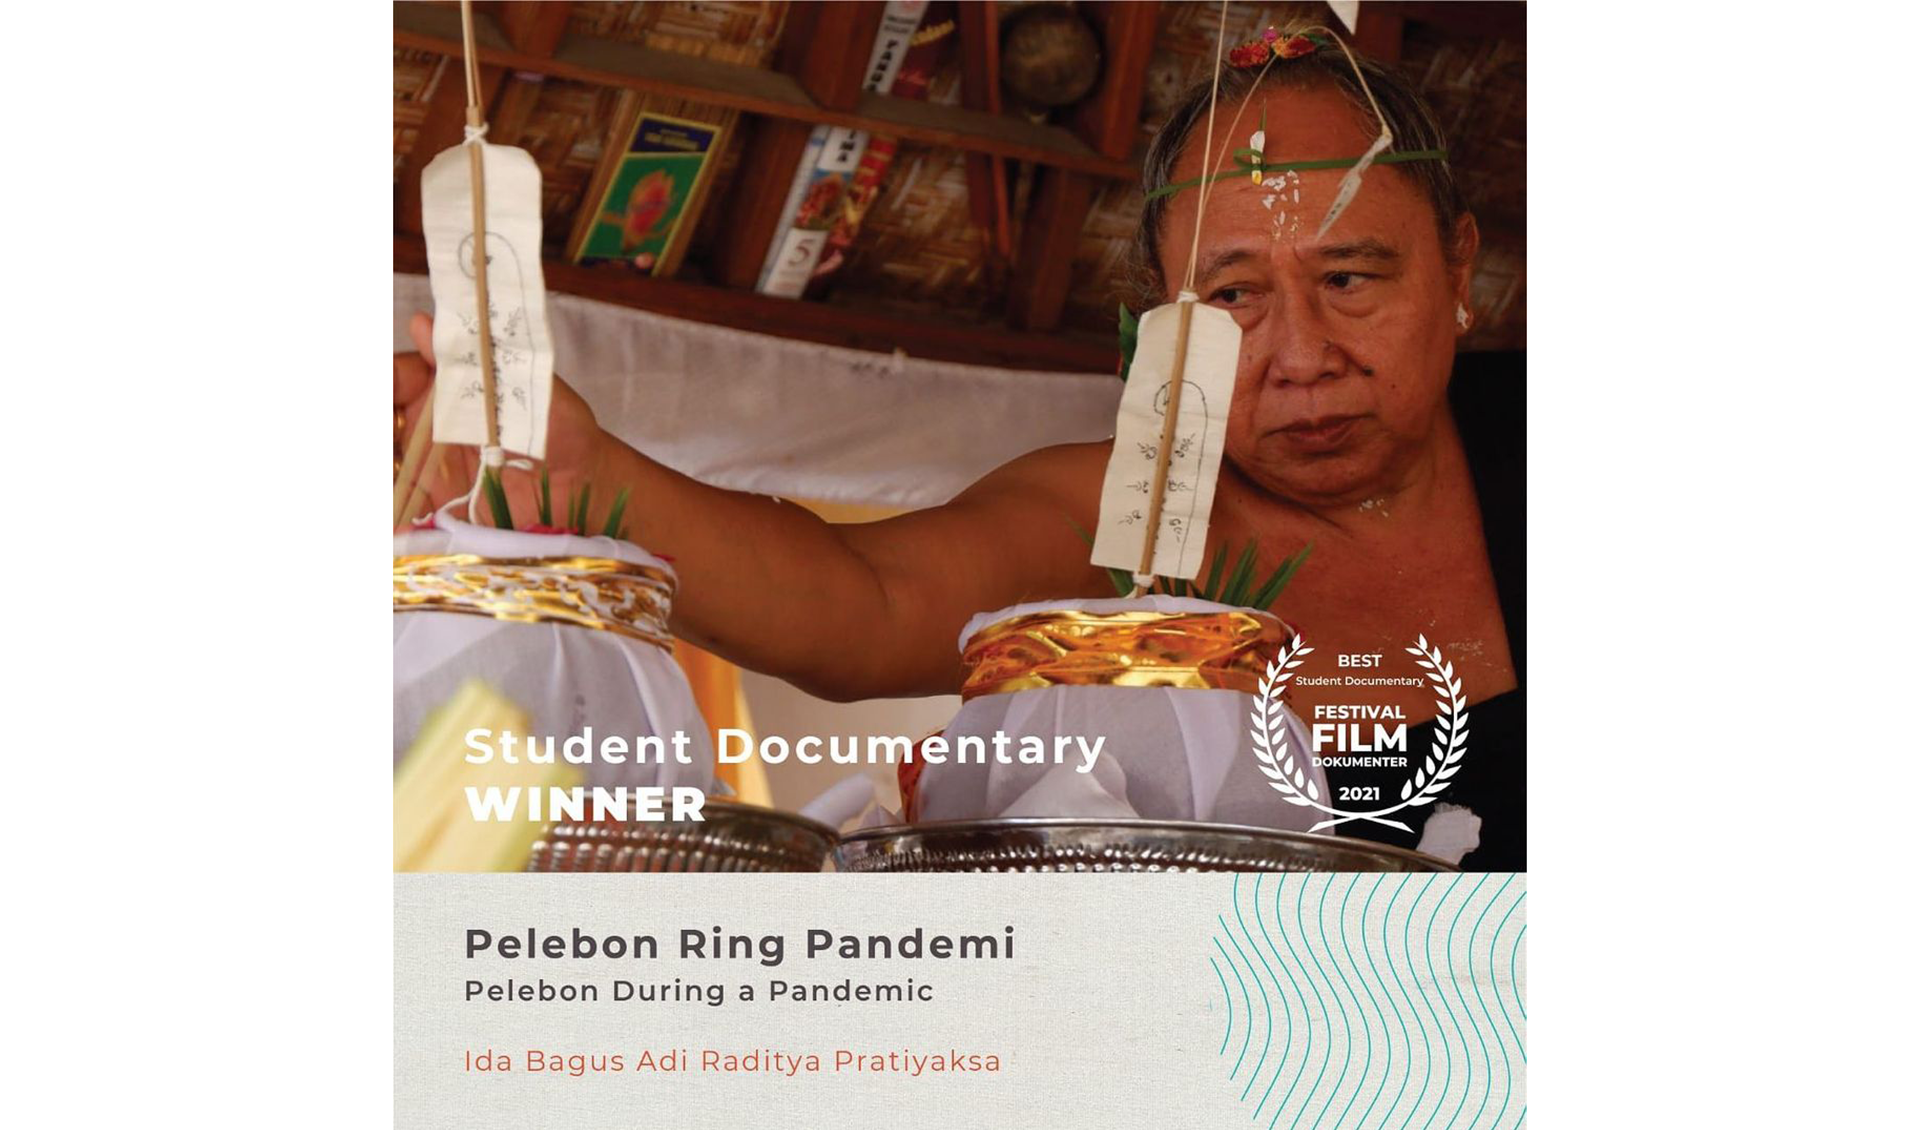 5
Student Documentary
WINNER
BEST
Student Documentary
FESTIVAL
FILM
DOKUMENTER
2021
Pelebon Ring Pandemi
Pelebon During a Pandemic
Ida Bagus Adi Raditya Pratiyaksa